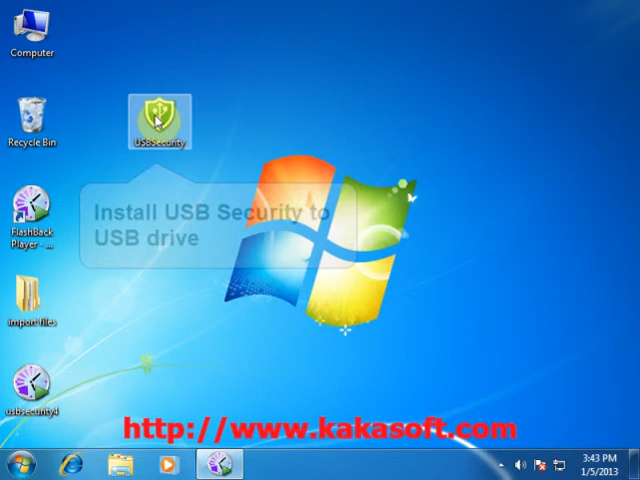 Computer
Recycle Bin
USBSecurity
Install USB Security to
USB drive
FlashBack
Player - ...
import files
usbsecurity4
http://www.kakasoft.com
3:43 PM
1/5/2013